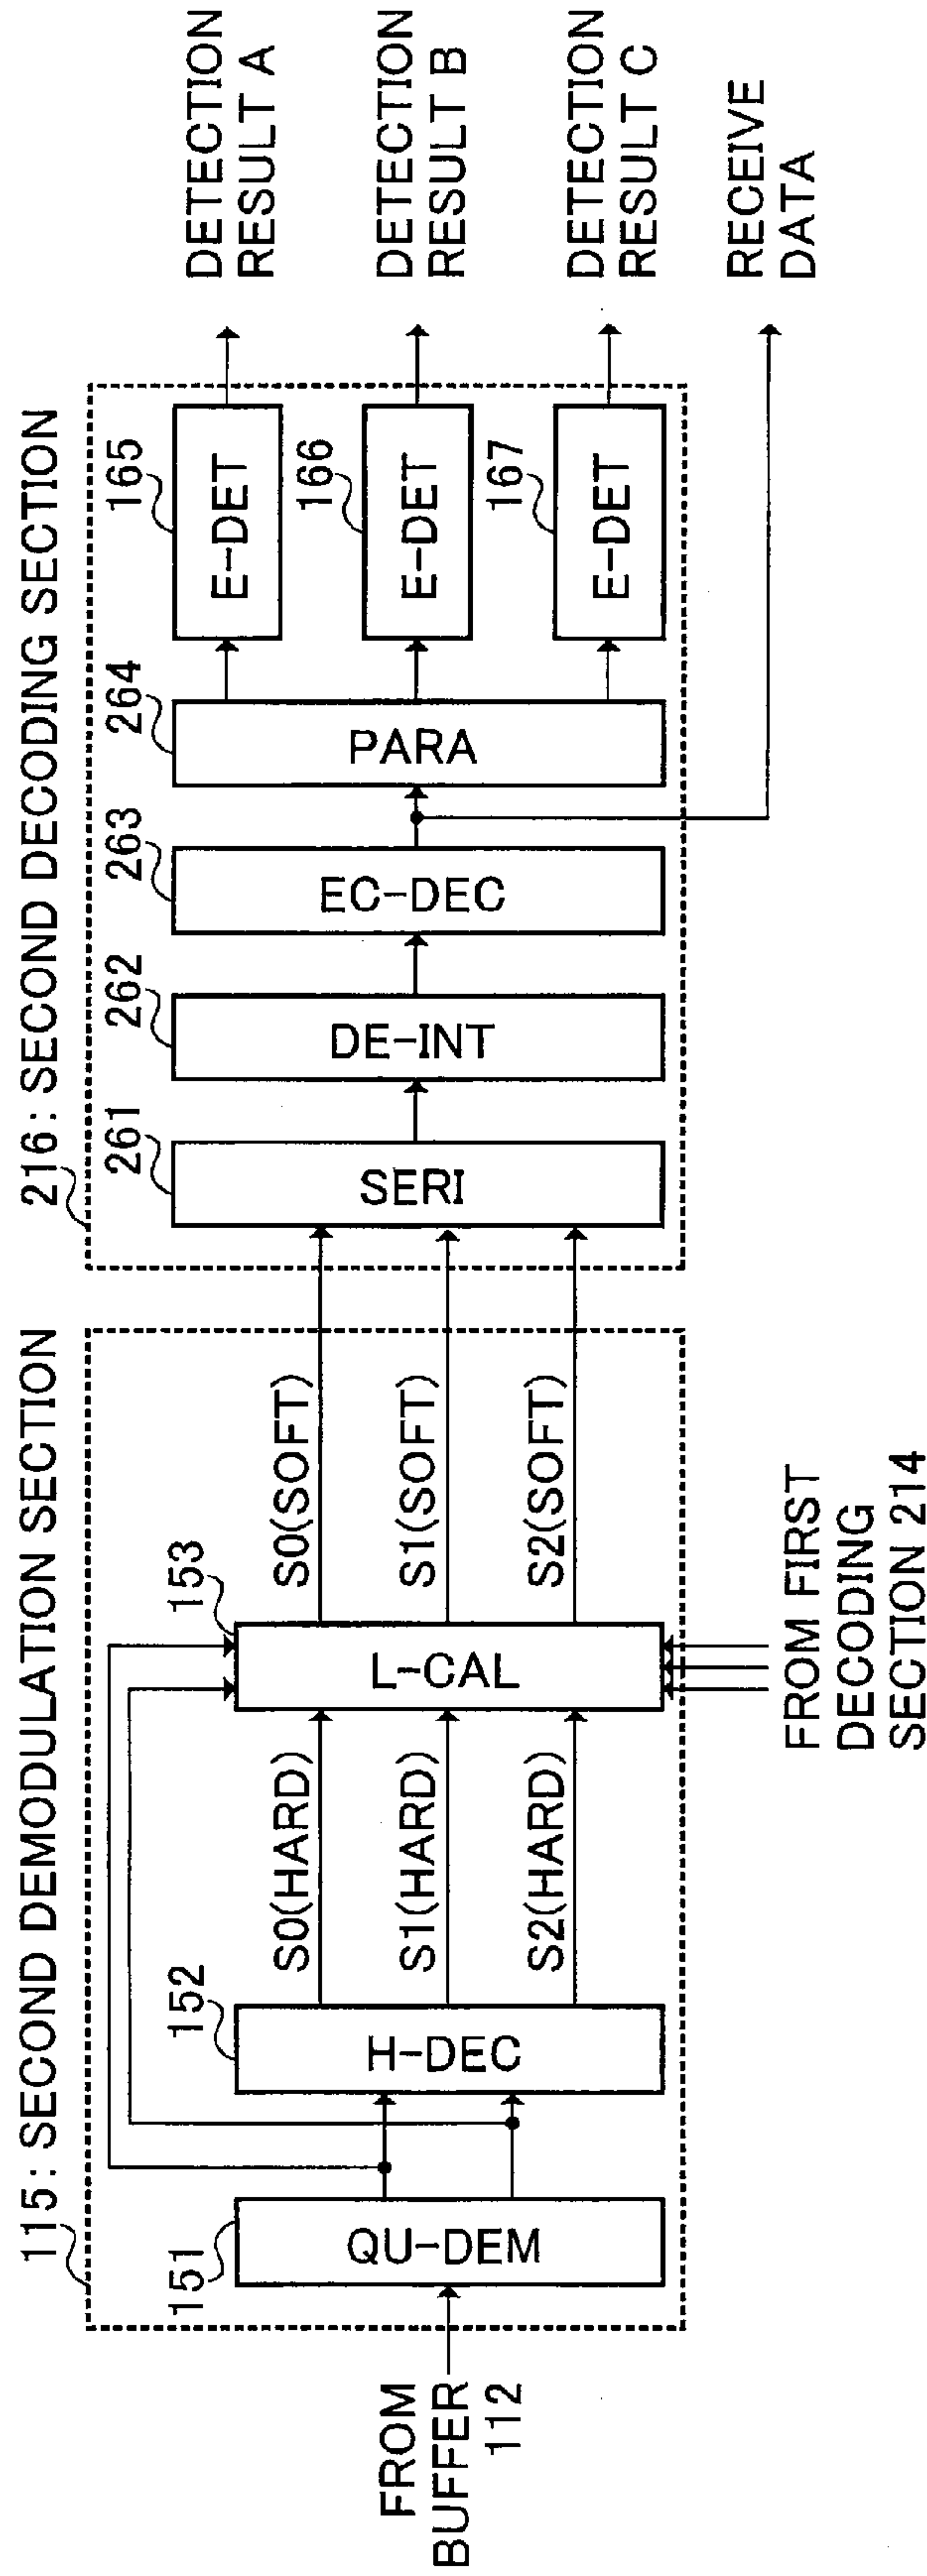 115: SECOND DEMODULATION SECTION
FROM
BUFFER
112
151
QU-DEM
152
H-DEC
S0(HARD)
S1(HARD)
S2(HARD)
153
L-CAL
S0(SOFT)
S1(SOFT)
S2(SOFT)
FROM FIRST
DECODING
SECTION 214
216: SECOND DECODING SECTION
261
SERI
262
DE-INT
263
EC-DEC
264
PARA
165
E-DET
166
E-DET
167
E-DET
DETECTION
RESULT A
DETECTION
RESULT B
DETECTION
RESULT C
RECEIVE
DATA